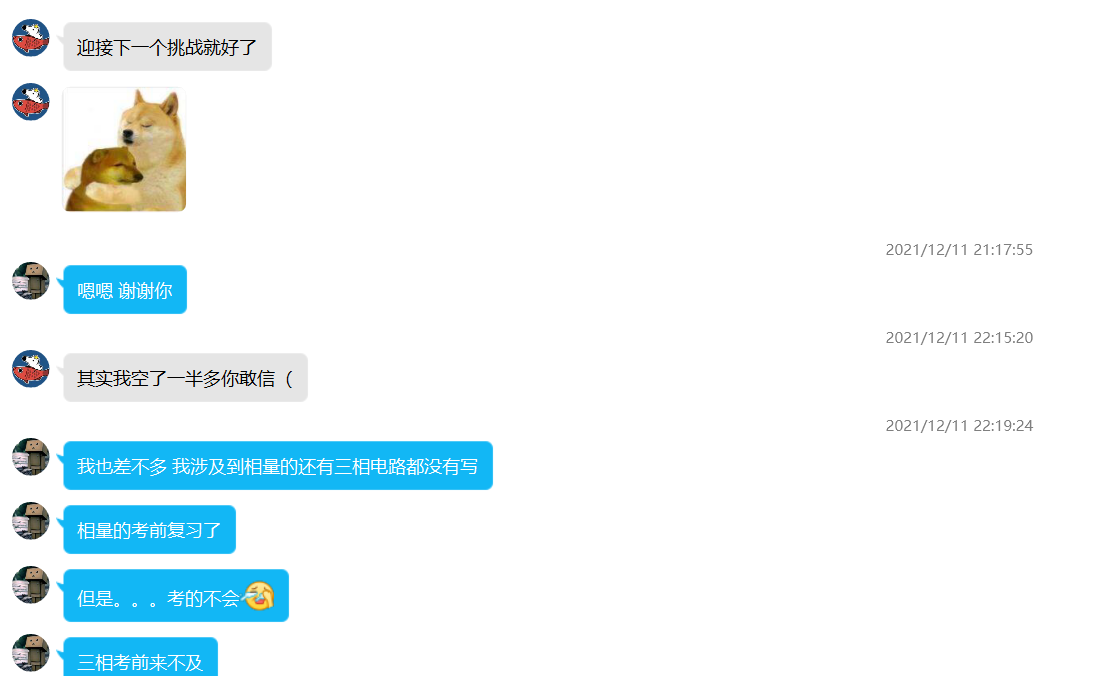 迎接下一个挑战就好了
2021/12/11 21:17:55
嗯嗯 谢谢你
2021/12/11 22:15:20
其实我空了一半多你敢信（
2021/12/11 22:19:24
我也差不多 我涉及到相量的还有三相电路都没有写
相量的考前复习了
但是。。。考的不会
三相考前来不及